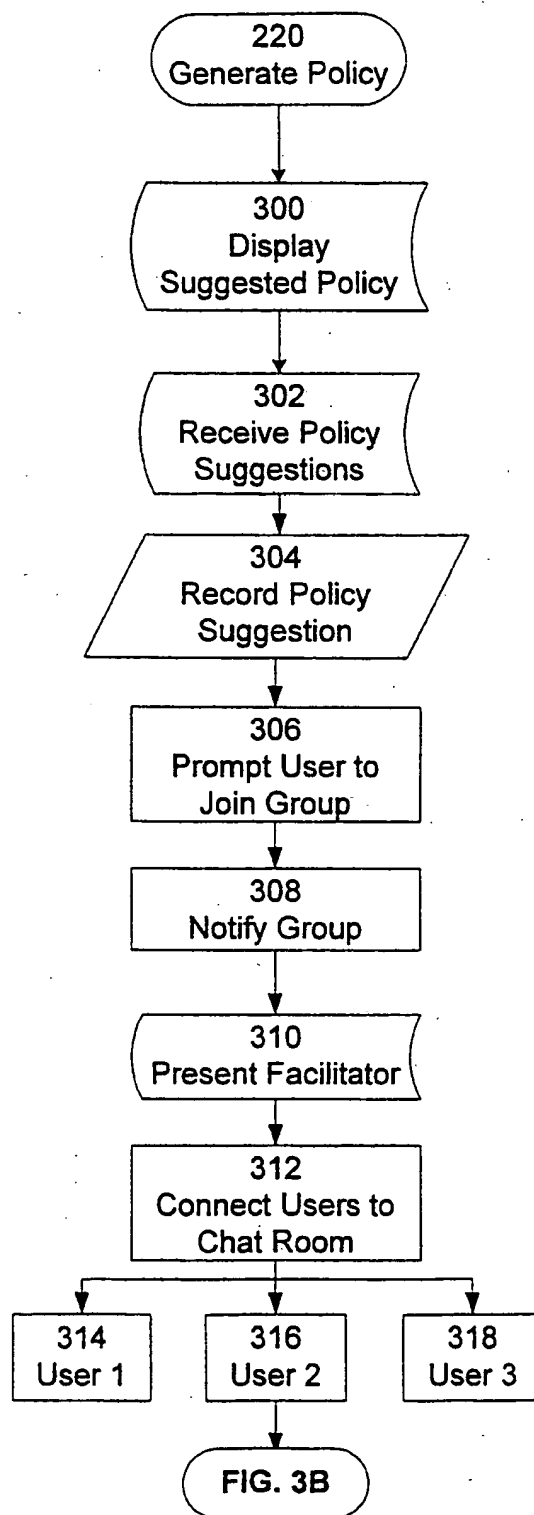 220
Generate Policy
300
Display
Suggested Policy
302
Receive Policy
Suggestions
304
Record Policy
Suggestion
306
Prompt User to
Join Group
308
Notify Group
310
Present Facilitator
312
Connect Users to
Chat Room
314
User 1
316
User 2
318
User 3
FIG. 3B